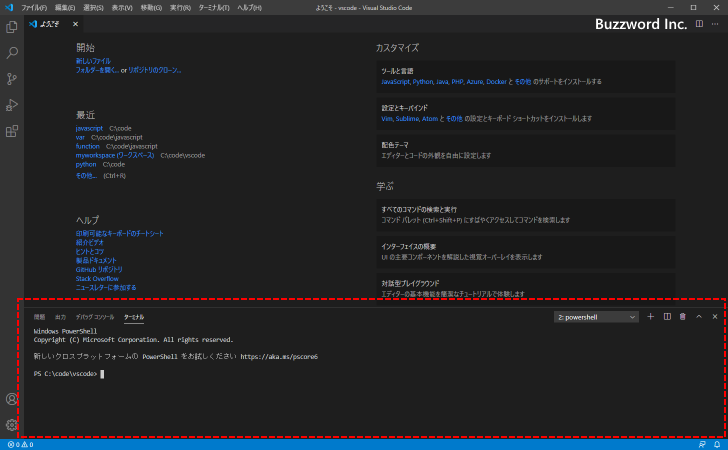 ファイル(F) 編集(E) 選択(S) 表示(V) 移動(G) 実行(R) ターミナル(T) ヘルプ(H) ようこそ - vscode - Visual Studio Code
ようこそ
Buzzword Inc.
開始
新しいファイル
フォルダーを開く... or リポジトリのクローン...
最近
javascript C:\code
var C:\code\javascript
function C:\code\javascript
myworkspace (ワークスペース) C:\code\vscode
python C:\code
その他... (Ctrl+R)
ヘルプ
印刷可能なキーボードのチートシート
紹介ビデオ
ヒントとコツ
製品ドキュメント
GitHub リポジトリ
Stack Overflow
ニュースレターに参加する
カスタマイズ
ツールと言語
JavaScript, Python, Java, PHP, Azure, Docker と その他 のサポートをインストールする
設定とキーバインド
Vim, Sublime, Atom と その他 の設定とキーボード ショートカットをインストールします
配色テーマ
エディターとコードの外観を自由に設定します
学ぶ
すべてのコマンドの検索と実行
コマンド パレット (Ctrl+Shift+P) にすばやくアクセスしてコマンドを検索します
インターフェイスの概要
UI の主要コンポーネントを解説した視覚オーバーレイを表示します
対話型プレイグラウンド
エディターの基本機能を簡潔なチュートリアルで体験します
問題 出力 デバッグ コンソール ターミナル 2: powershell
Windows PowerShell
Copyright (C) Microsoft Corporation. All rights reserved.
新しいクロスプラットフォームの PowerShell をお試しください https://aka.ms/pscore6
PS C:\code\vscode>
0 0